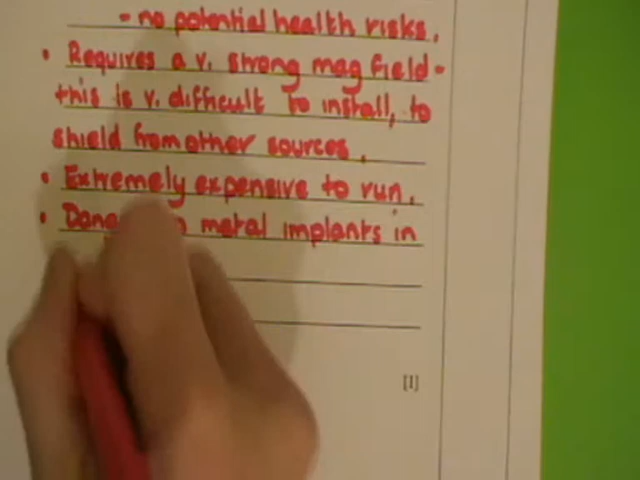 - no potential health risks.
• Requires a v. strong mag field -
this is v. difficult to install, to
shield from other sources.
• Extremely expensive to run.
• metal implants in
[1]